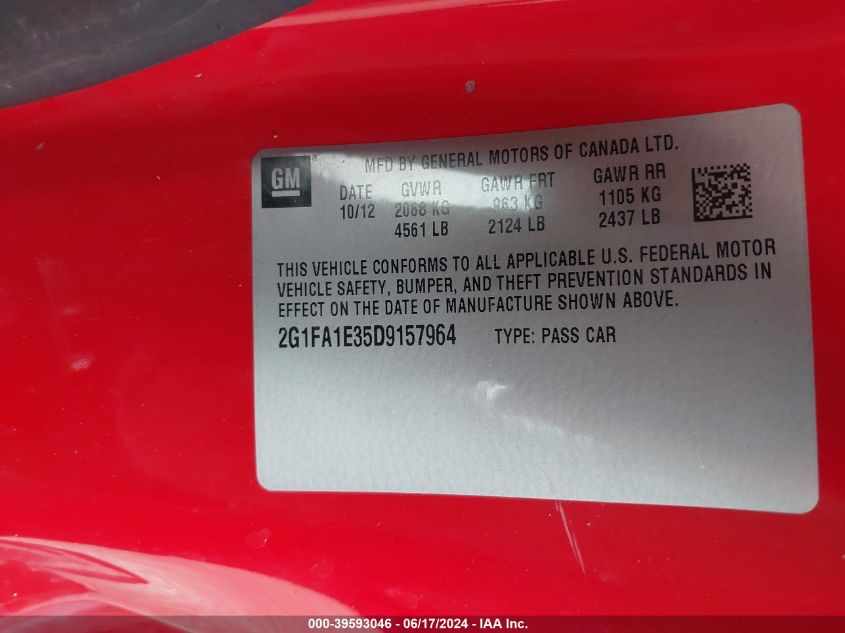 MFD BY GENERAL MOTORS OF CANADA LTD.
GM ®
DATE GVWR GAWR FRT GAWR RR
10/12 2068 KG 963 KG 1105 KG
4561 LB 2124 LB 2437 LB
THIS VEHICLE CONFORMS TO ALL APPLICABLE U.S. FEDERAL MOTOR
VEHICLE SAFETY, BUMPER, AND THEFT PREVENTION STANDARDS IN
EFFECT ON THE DATE OF MANUFACTURE SHOWN ABOVE.
2G1FA1E35D9157964 TYPE: PASS CAR
000-39593046 / 06/17/2024 - IAA Inc.